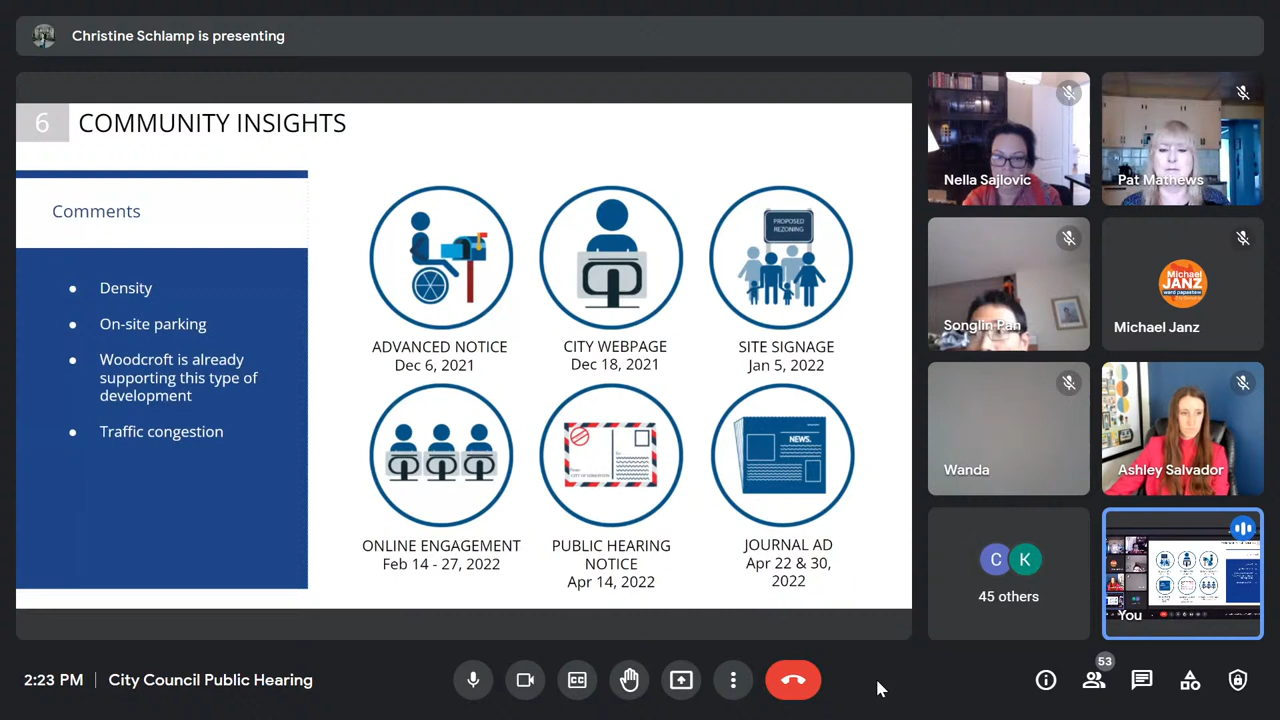 Christine Schlamp is presenting
6 COMMUNITY INSIGHTS
Comments
Density
On-site parking
Woodcroft is already
supporting this type of
development
Traffic congestion
PROPOSED
REZONING
ADVANCED NOTICE
Dec 6, 2021
CITY WEBPAGE
Dec 18, 2021
SITE SIGNAGE
Jan 5, 2022
NEWS.
ONLINE ENGAGEMENT
Feb 14 - 27, 2022
PUBLIC HEARING
NOTICE
Apr 14, 2022
JOURNAL AD
Apr 22 & 30,
2022
Nella Sajlovic
Pat Mathews
Songlin Pan
Michael
JANZ
Michael Janz
Wanda
Ashley Salvador
C K
45 others
You
2:23 PM | City Council Public Hearing
CC
53